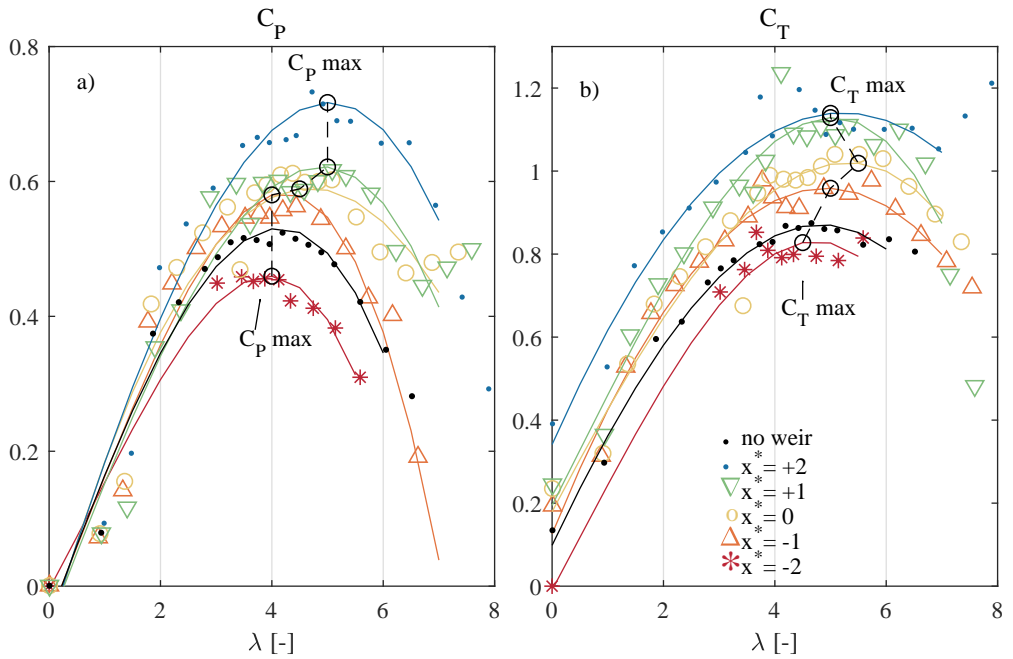 C_P
0.8
0.6
0.4
0.2
0
0 2 4 6 8
λ [-]
a)
C_P max
C_P max
C_T
1.2
1
0.8
0.6
0.4
0.2
0
0 2 4 6 8
λ [-]
b)
C_T max
C_T max
no weir
x^*= +2
x^*= +1
x^*= 0
x^*= -1
x^*= -2